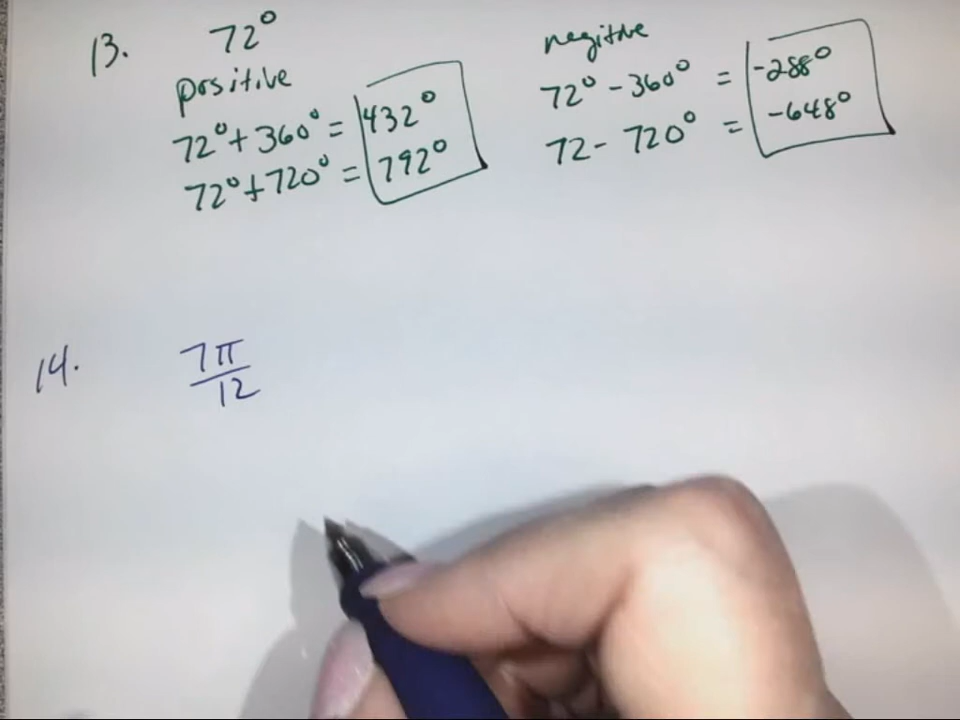 13. 72°
positive
72° + 360° = 432°
72° + 720° = 792°
negitive
72° - 360° = -288°
72 - 720° = -648°
14. 7π/12